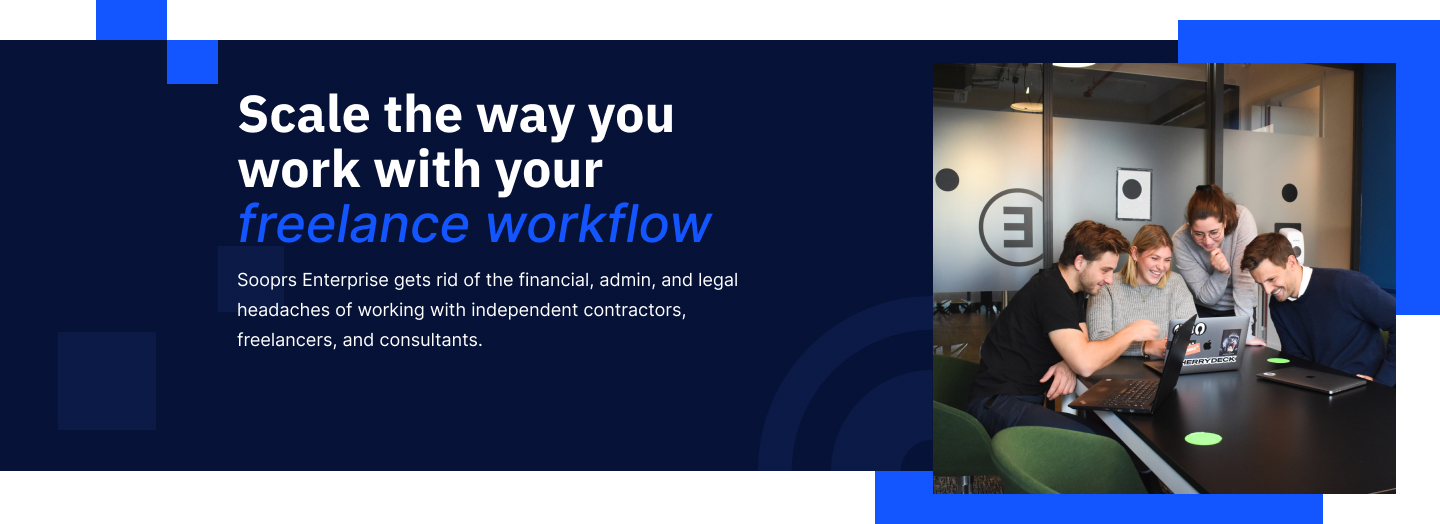 Scale the way you
work with your
freelance workflow
Sooprs Enterprise gets rid of the financial, admin, and legal
headaches of working with independent contractors,
freelancers, and consultants.
HERRYDECK